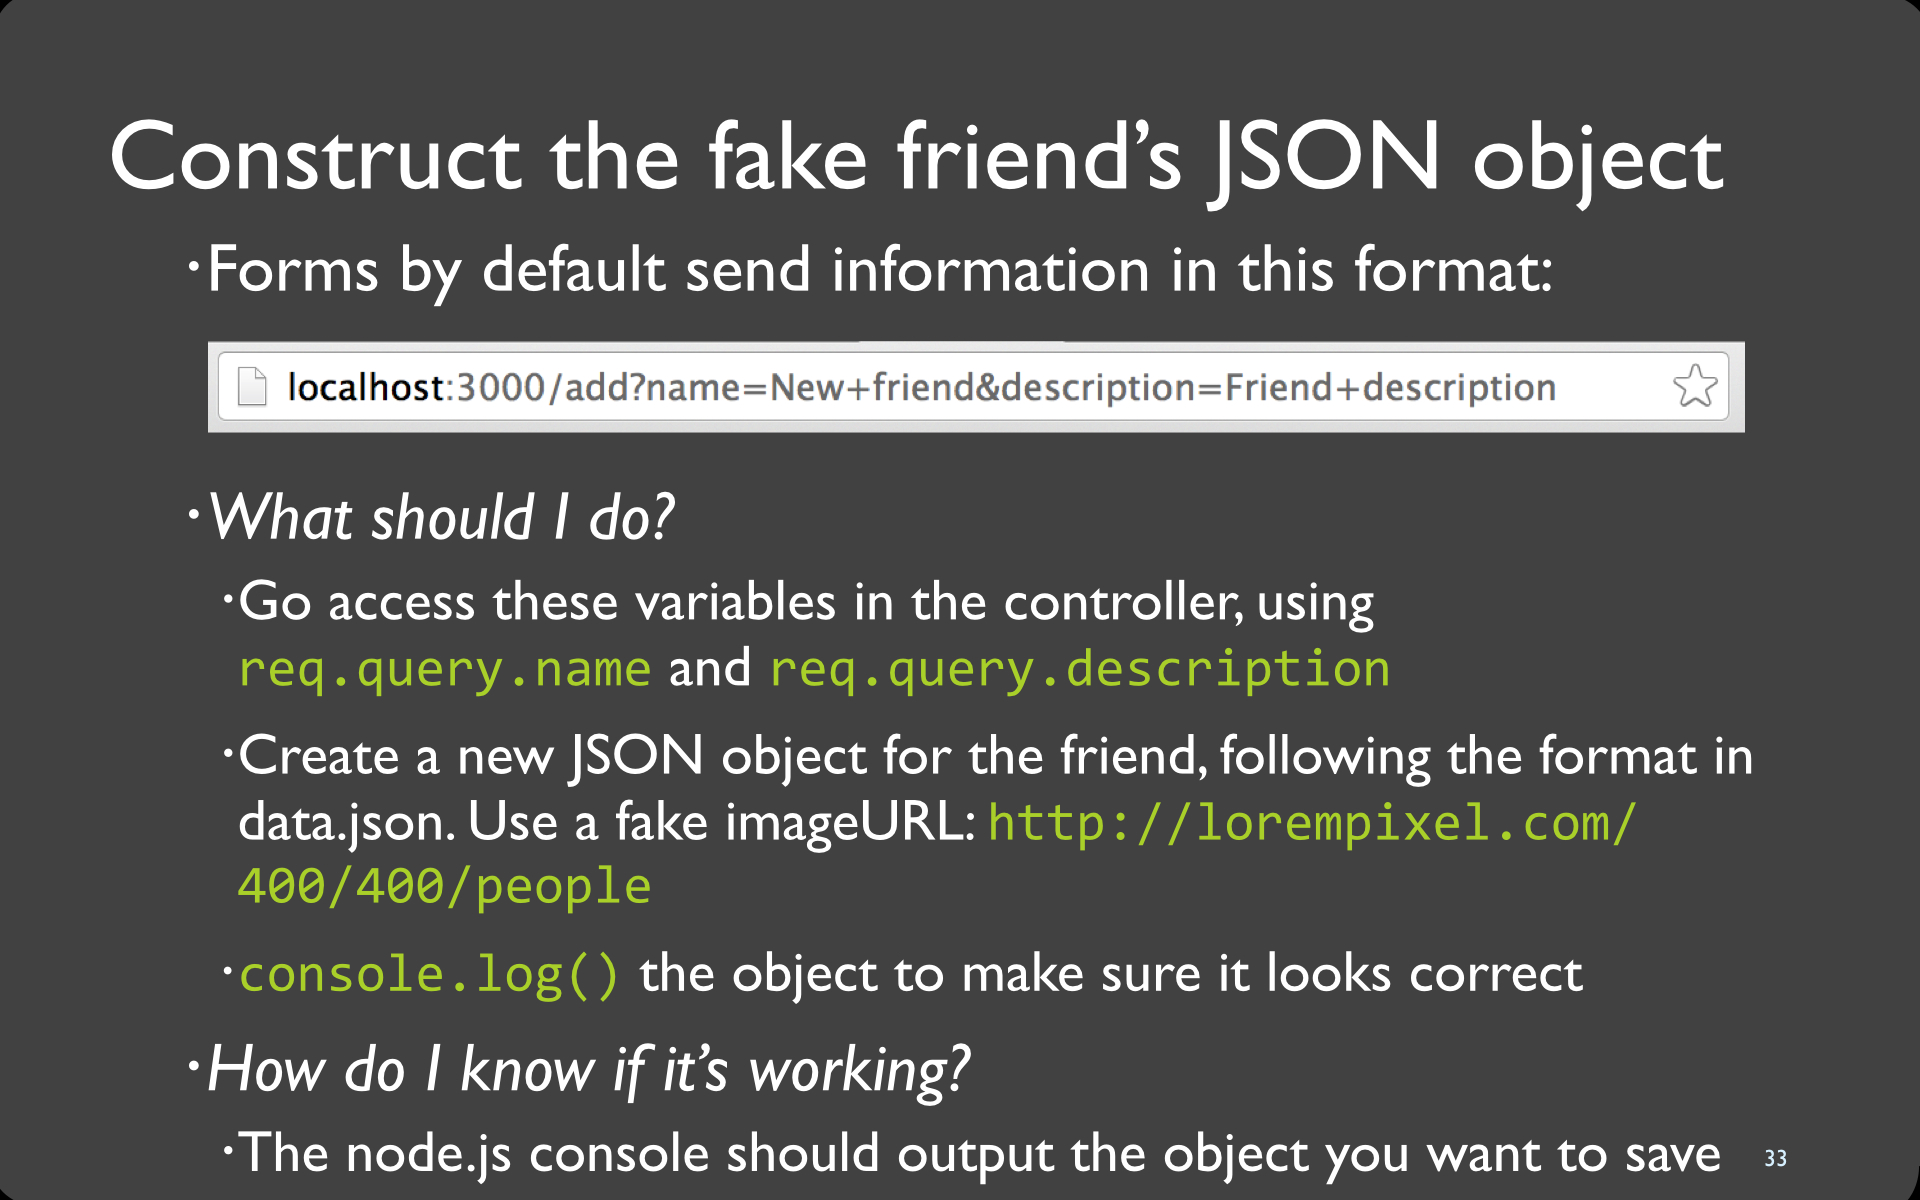 Construct the fake friend’s JSON object
•Forms by default send information in this format:
localhost:3000/add?name=New+friend&description=Friend+description
•What should I do?
•Go access these variables in the controller, using
req.query.name and req.query.description
•Create a new JSON object for the friend, following the format in
data.json. Use a fake imageURL: http://lorempixel.com/
400/400/people
•console.log() the object to make sure it looks correct
•How do I know if it’s working?
•The node.js console should output the object you want to save
33